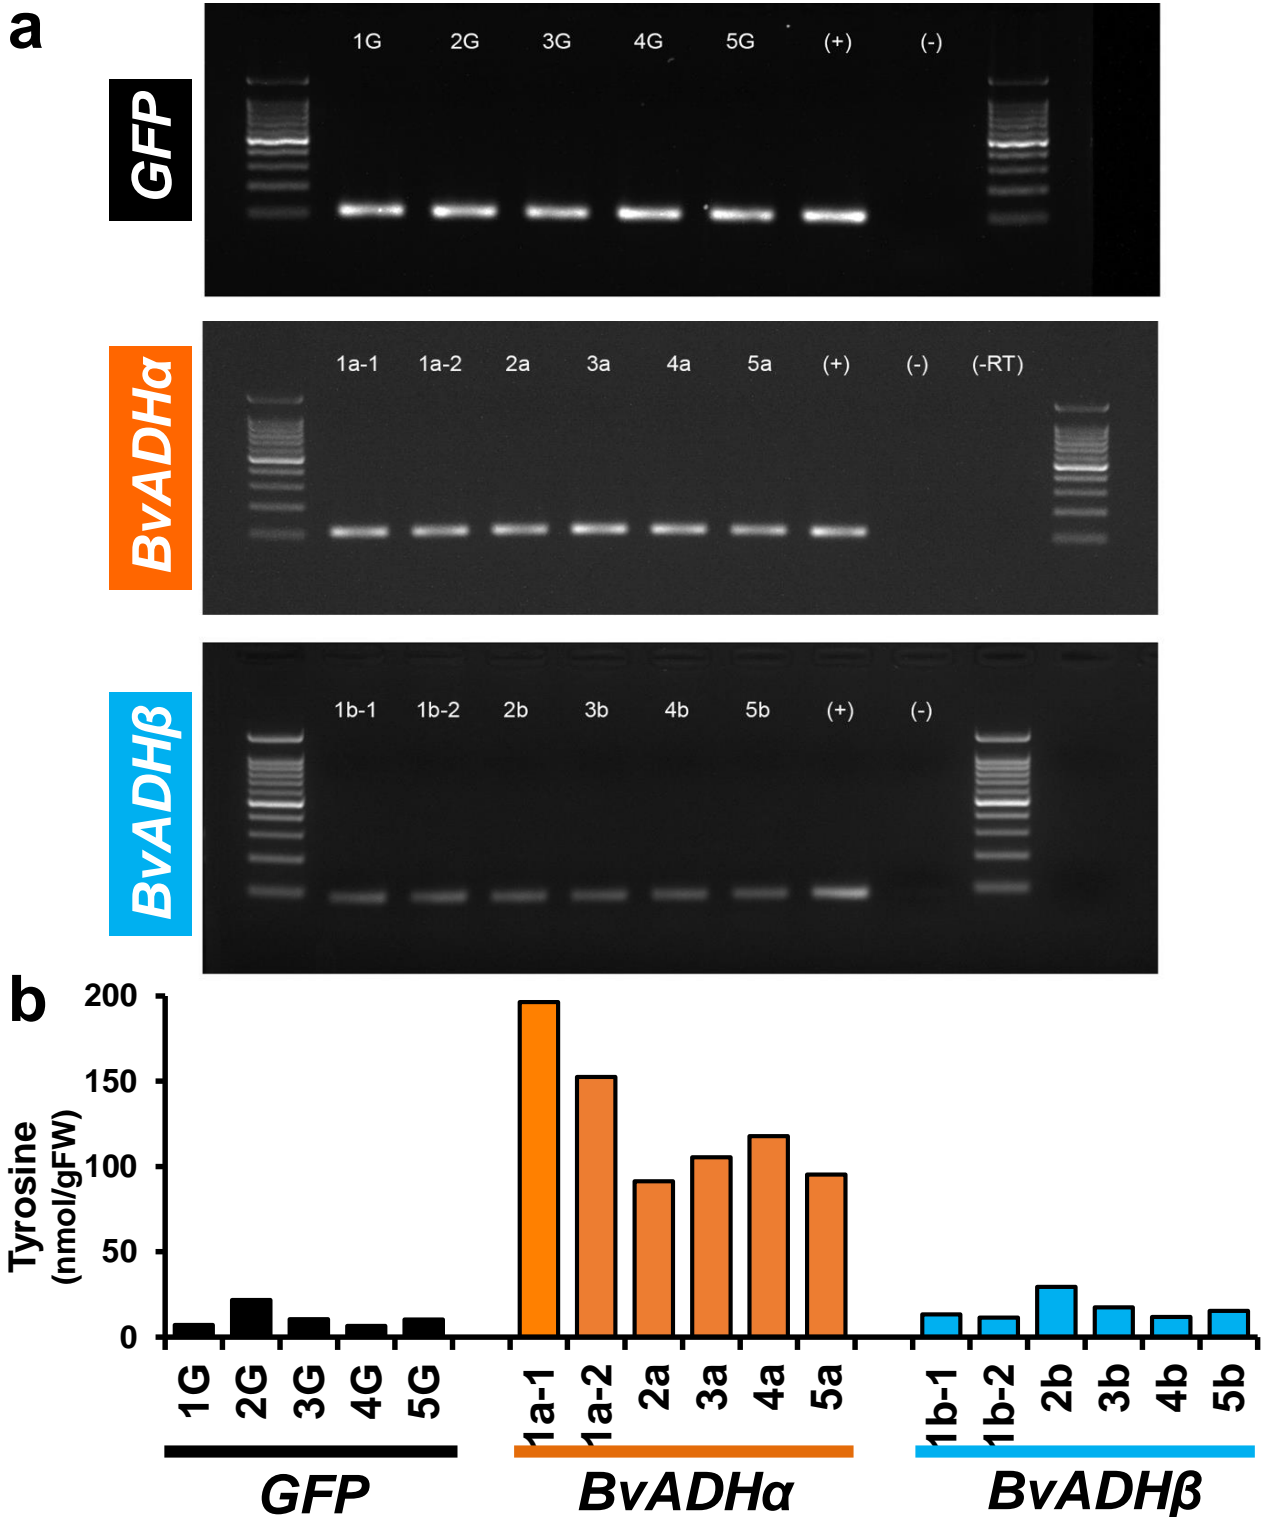 a
GFP
1G 2G 3G 4G 5G (+) (-)
BvADHα
1a-1 1a-2 2a 3a 4a 5a (+) (-) (-RT)
BvADHβ
1b-1 1b-2 2b 3b 4b 5b (+) (-)
b
Tyrosine
(nmol/gFW)
200
150
100
50
0
1G 2G 3G 4G 5G 1a-1 1a-2 2a 3a 4a 5a 1b-1 1b-2 2b 3b 4b 5b
GFP BvADHα BvADHβ